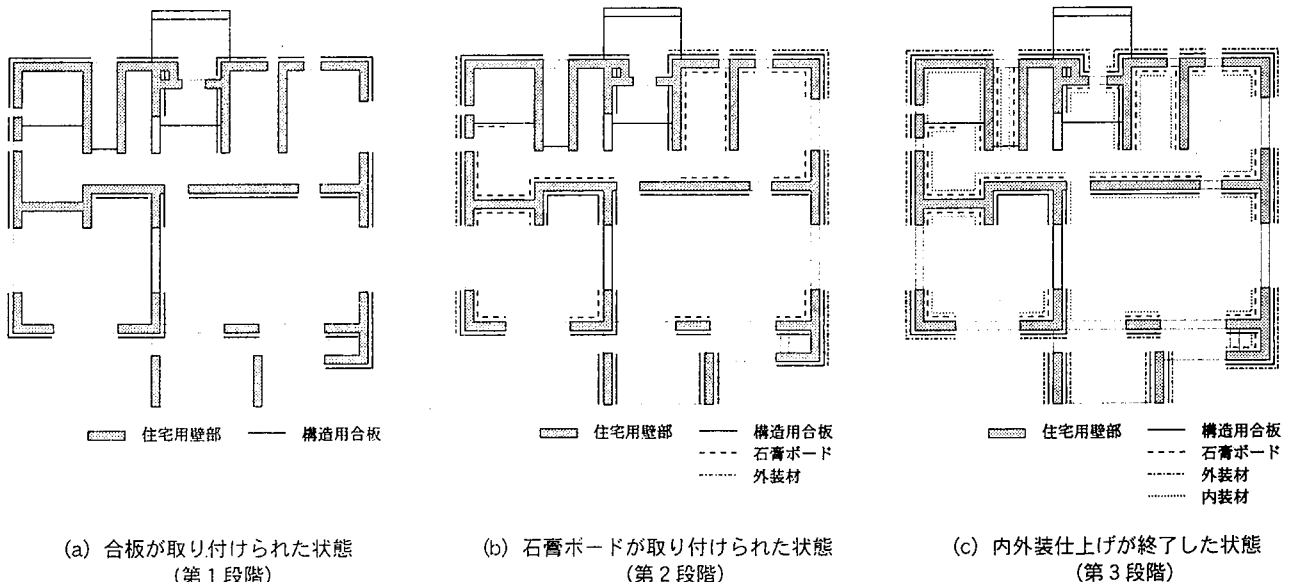 住宅用壁部 構造用合板
住宅用壁部 構造用合板
石膏ボード
外装材
住宅用壁部 構造用合板
石膏ボード
外装材
内装材
(a) 合板が取り付けられた状態
(第1段階)
(b) 石膏ボードが取り付けられた状態
(第2段階)
(c) 内外装仕上げが終了した状態
(第3段階)